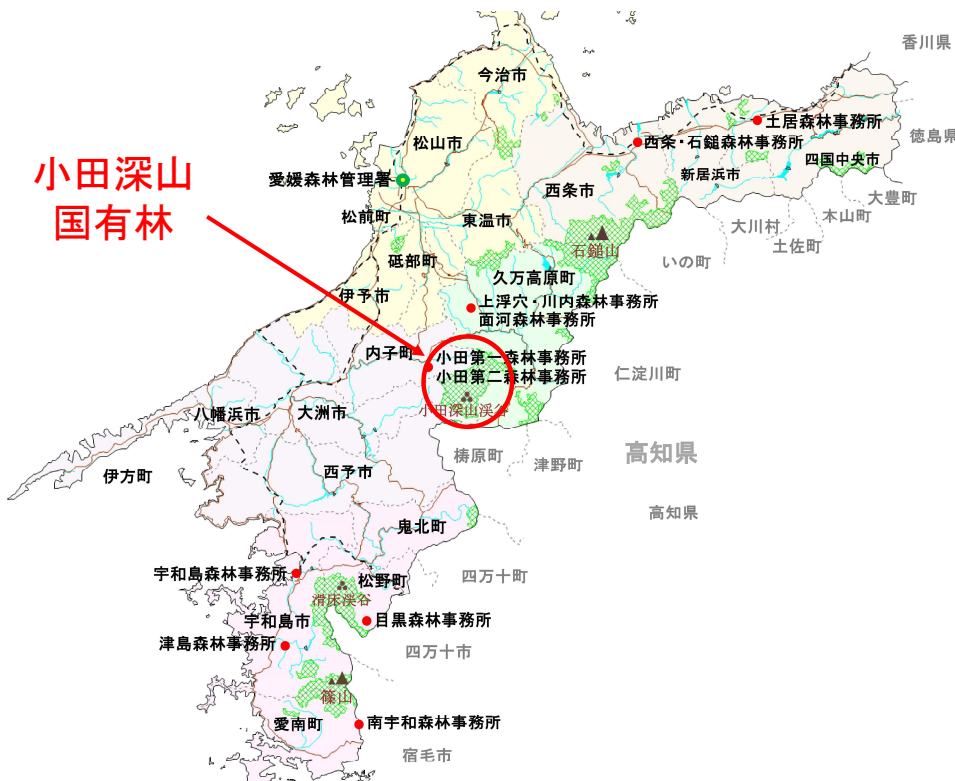 香川県
今治市
土居森林事務所
松山市
西条・石鎚森林事務所
徳島県
小田深山
国有林
愛媛森林管理署
四国中央市
新居浜市
西条市
大豊町
松前町
東温市
木山町
大川村
土佐町
石鎚山
砥部町
いの町
久万高原町
伊予市
上浮穴・川内森林事務所
面河森林事務所
内子町
小田第一森林事務所
小田第二森林事務所
仁淀川町
八幡浜市
大洲市
小田深山渓谷
高知県
梼原町
津野町
伊方町
西予市
高知県
鬼北町
宇和島森林事務所
松野町
四万十町
滑床渓谷
宇和島市
目黒森林事務所
津島森林事務所
四万十市
篠山
愛南町
南宇和森林事務所
宿毛市